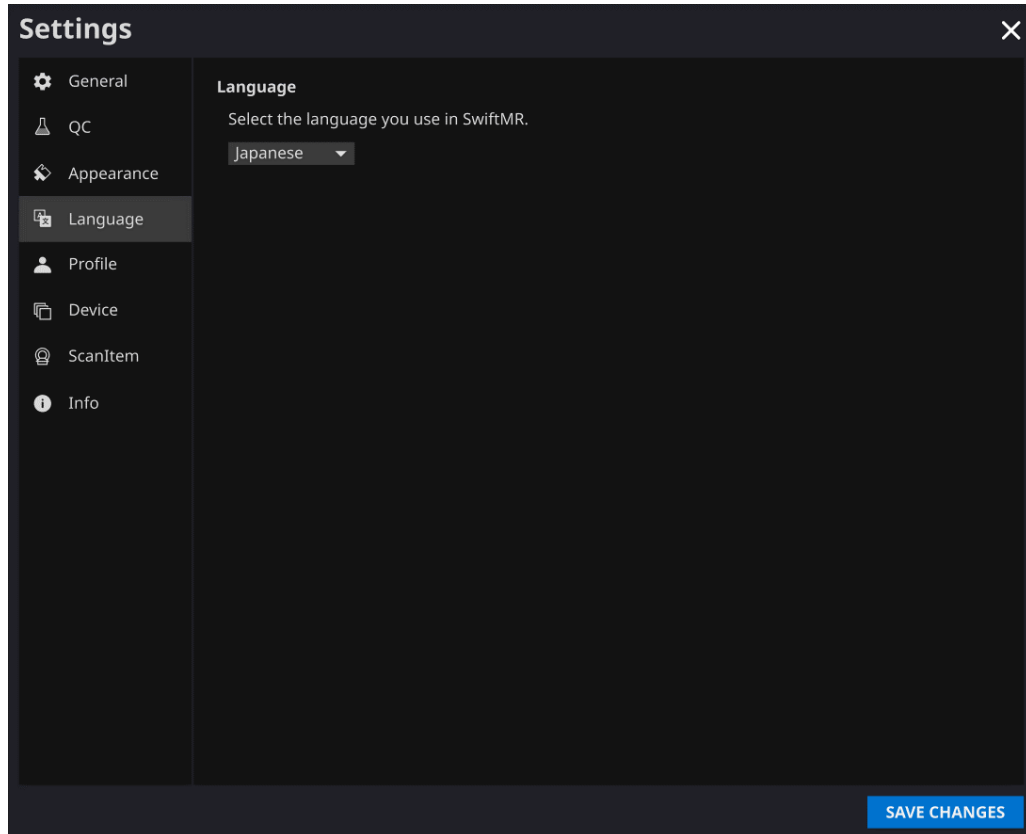 Settings
General
QC
Appearance
Language
Profile
Device
ScanItem
Info
Language
Select the language you use in SwiftMR.
Japanese
SAVE CHANGES